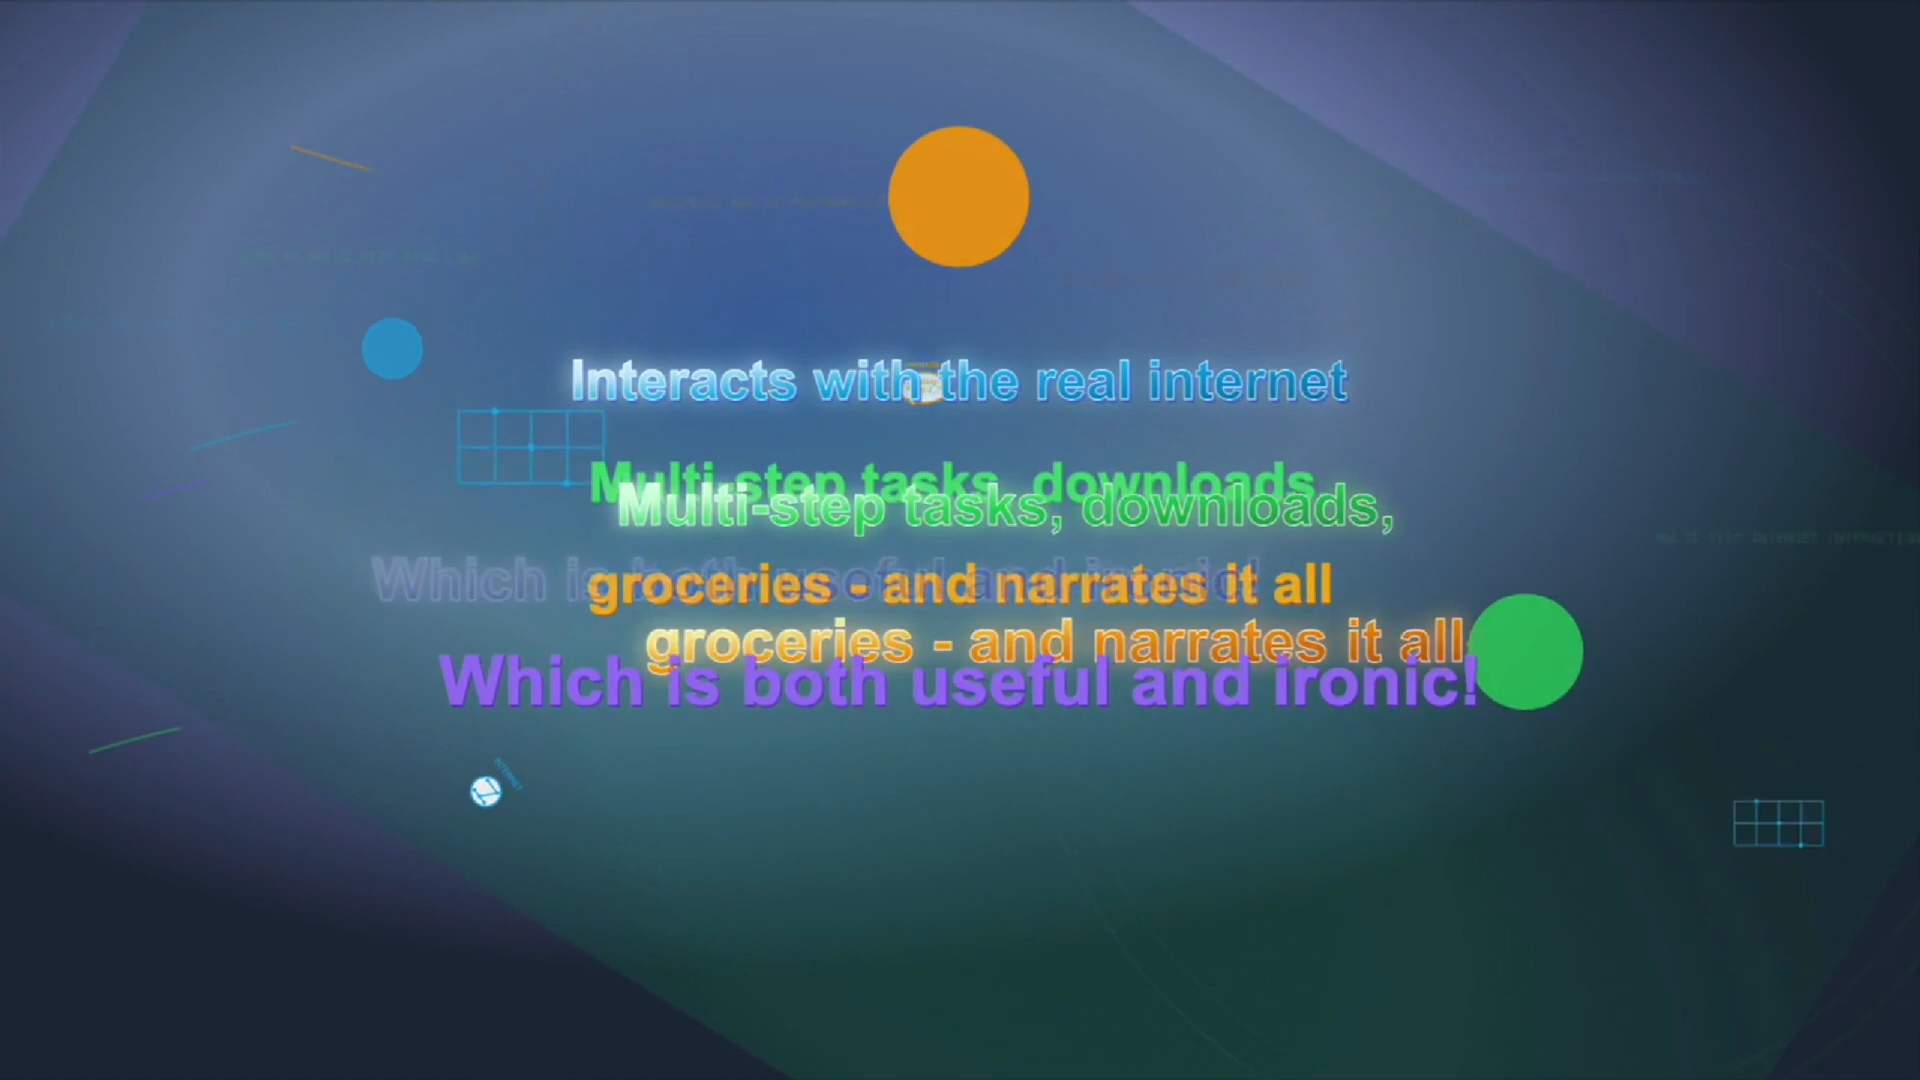 Interacts with the real internet
Multi-step tasks, downloads,
Multi-step tasks, downloads,
Which is both useful and ironic!
groceries - and narrates it all
groceries - and narrates it all
Which is both useful and ironic!
INTERNET